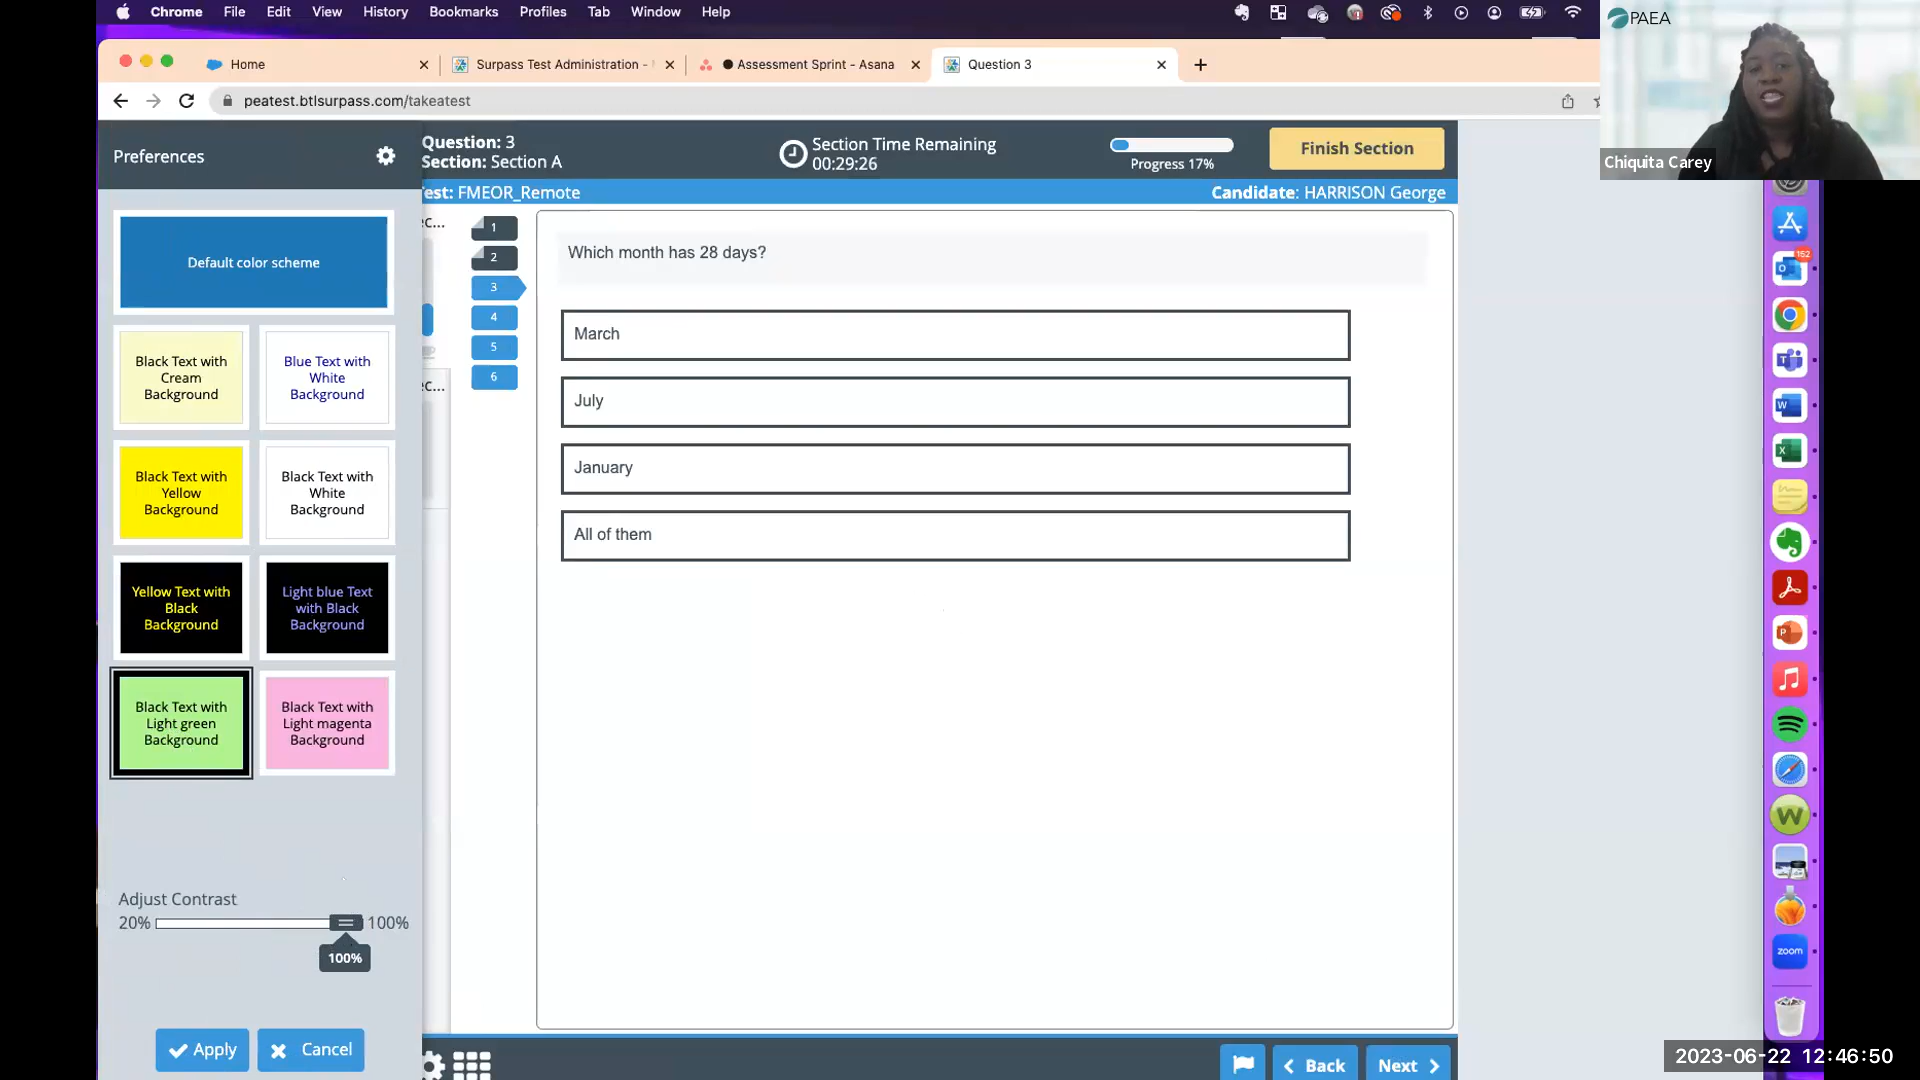 Chrome File Edit View History Bookmarks Profiles Tab Window Help
PAEA
Home
Surpass Test Administration -
Assessment Sprint - Asana
Question 3
peatest.btlsurpass.com/takeatest
Chiquita Carey
Preferences
Question: 3
Section: Section A
Section Time Remaining
00:29:26
Progress 17%
Finish Section
est: FMEOR_Remote
Candidate: HARRISON George
Default color scheme
Black Text with
Cream
Background
Blue Text with
White
Background
Black Text with
Yellow
Background
Black Text with
White
Background
Yellow Text with
Black
Background
Light blue Text
with Black
Background
Black Text with
Light green
Background
Black Text with
Light magenta
Background
Adjust Contrast
20%
100%
100%
Apply
Cancel
ec...
ec...
1
2
3
4
5
6
Which month has 28 days?
March
July
January
All of them
Back
Next
152
W
P
W
zoom
2023-06-22 12:46:50